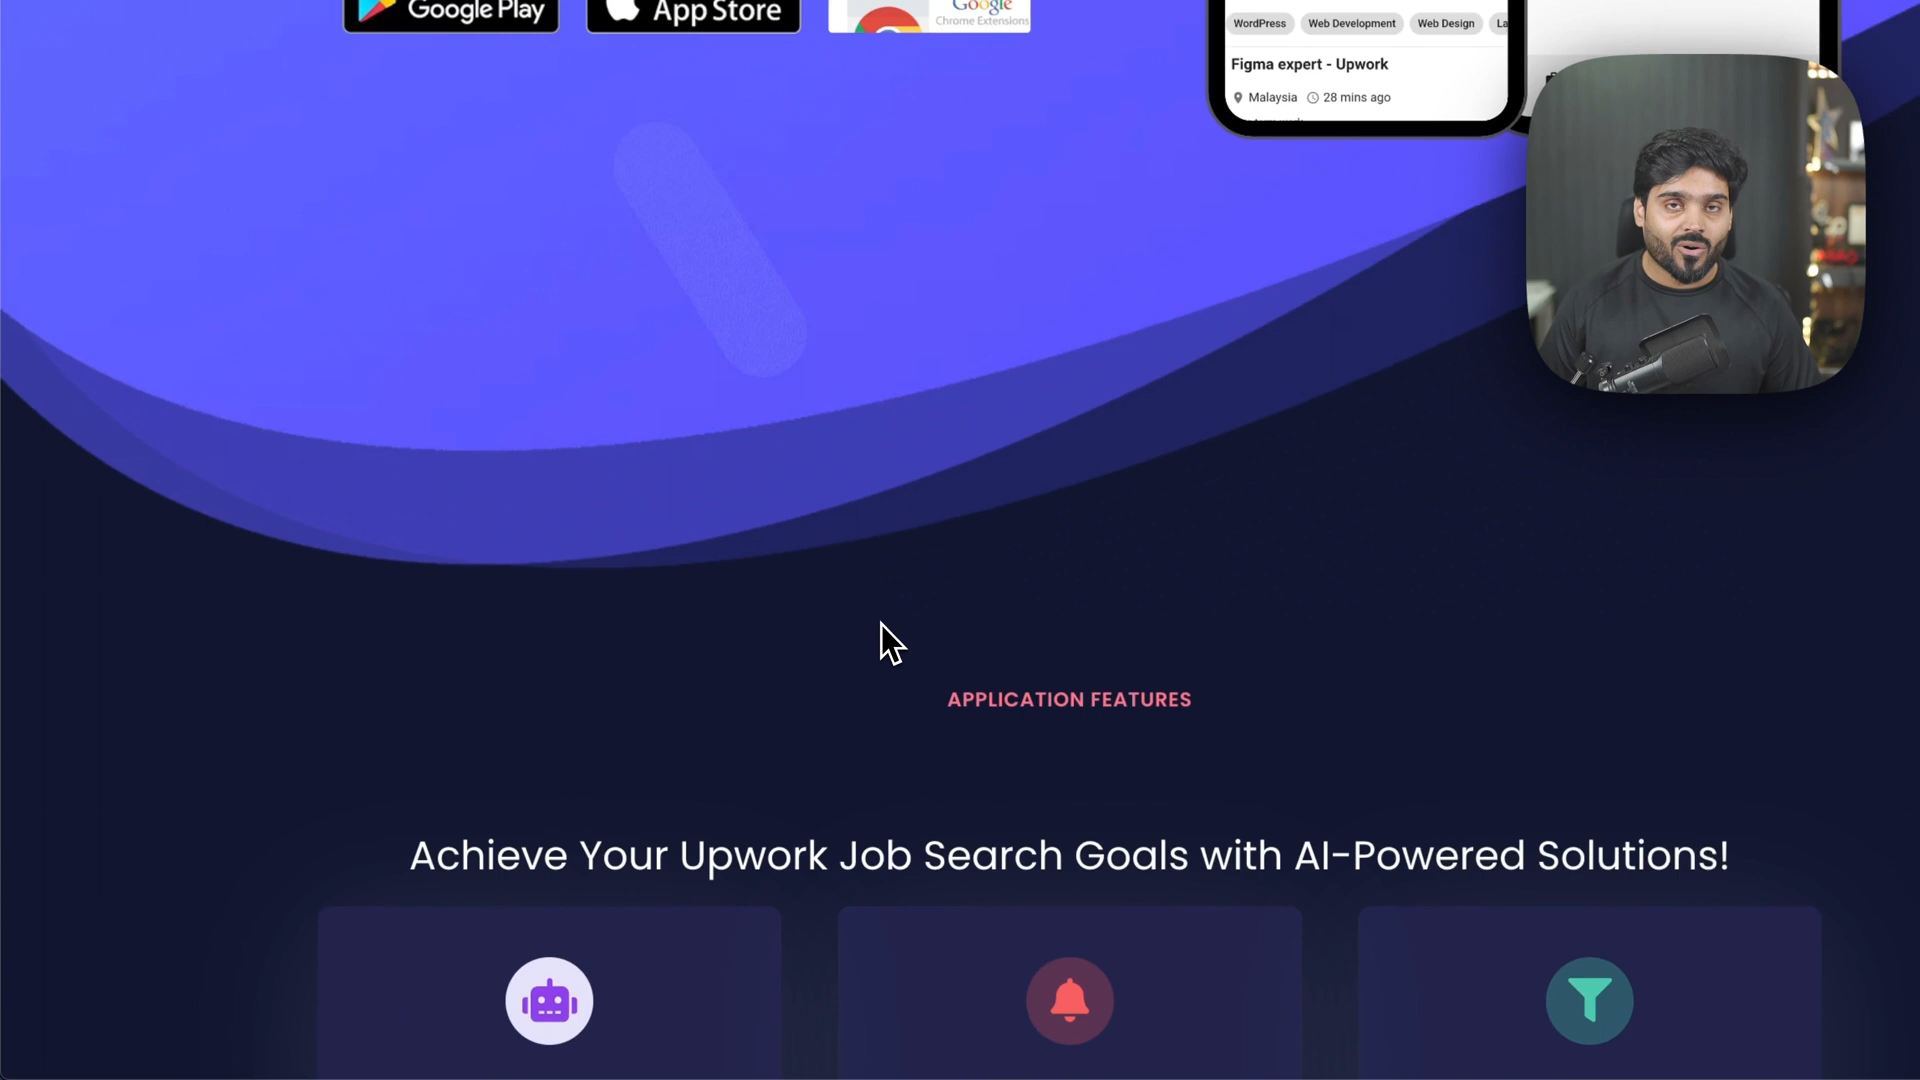 Google Play
App Store
Google
Chrome Extensions
WordPress
Web Development
Web Design
La
Figma expert - Upwork
Malaysia
28 mins ago
APPLICATION FEATURES
Achieve Your Upwork Job Search Goals with AI-Powered Solutions!